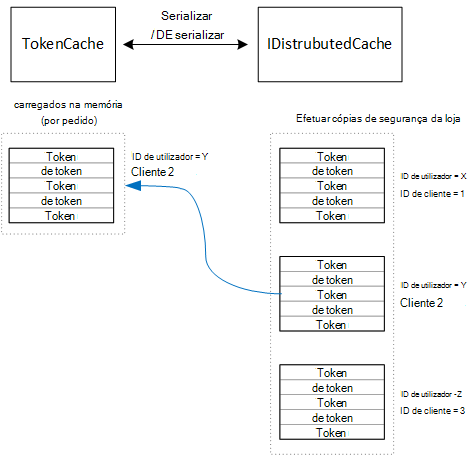 TokenCache
Serializar
/ DE serializar
IDistrubutedCache
carregados na memória
(por pedido)
Efetuar cópias de segurança da loja
Token
de token
Token
de token
Token
ID de utilizador = Y
Cliente 2
Token
de token
Token
de token
Token
ID de utilizador = X
ID de cliente = 1
Token
de token
Token
de token
Token
ID de utilizador = Y
Cliente 2
Token
de token
Token
de token
Token
ID de utilizador -Z
ID de cliente = 3